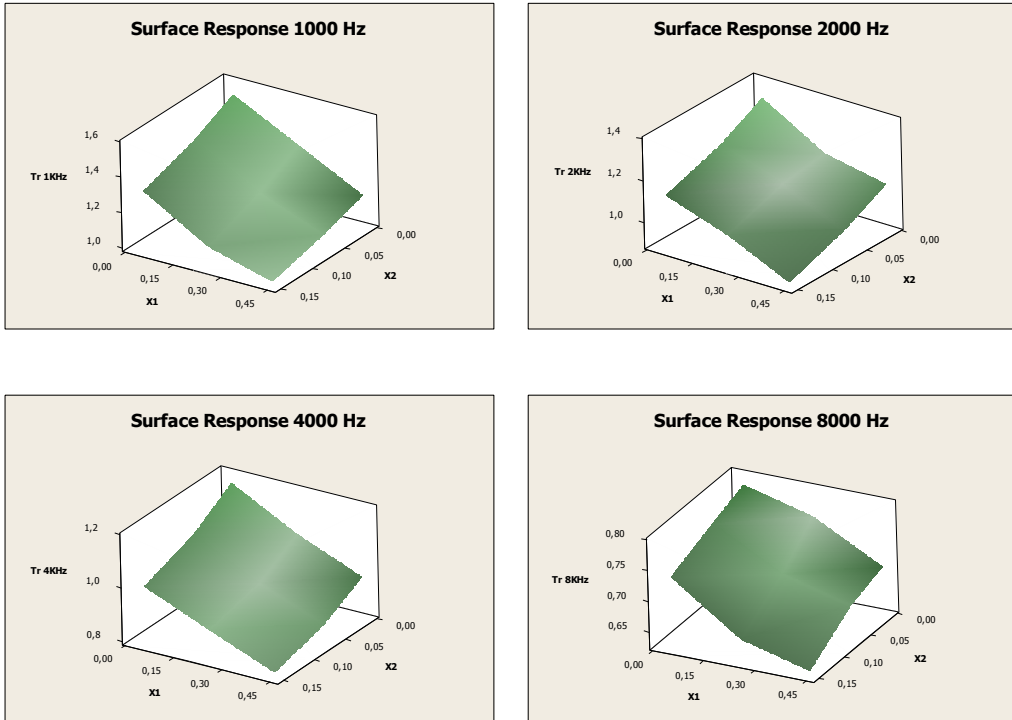 Surface Response 1000 Hz
1,6
1,4
1,2
1,0
Tr 1KHz
0,00
0,15
0,30
0,45
X1
0,15
0,10
0,05
0,00
X2
Surface Response 2000 Hz
1,4
1,2
1,0
Tr 2KHz
0,00
0,15
0,30
0,45
X1
0,15
0,10
0,05
0,00
X2
Surface Response 4000 Hz
1,2
1,0
0,8
Tr 4KHz
0,00
0,15
0,30
0,45
X1
0,15
0,10
0,05
0,00
X2
Surface Response 8000 Hz
0,80
0,75
0,70
0,65
Tr 8KHz
0,00
0,15
0,30
0,45
X1
0,15
0,10
0,05
0,00
X2